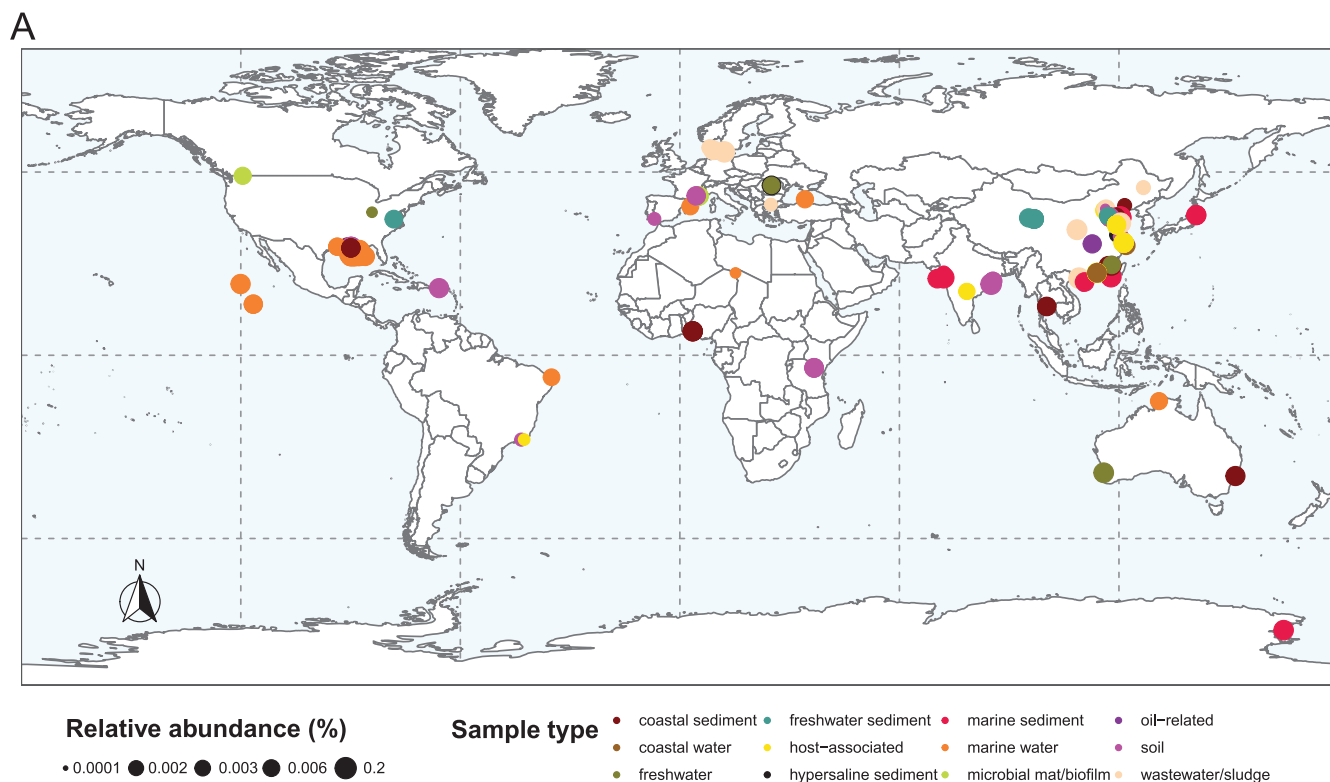 A
N
Relative abundance (%)
0.0001 0.002 0.003 0.006 0.2
Sample type
coastal sediment freshwater sediment marine sediment oil−related
coastal water host−associated marine water soil
freshwater hypersaline sediment microbial mat/biofilm wastewater/sludge